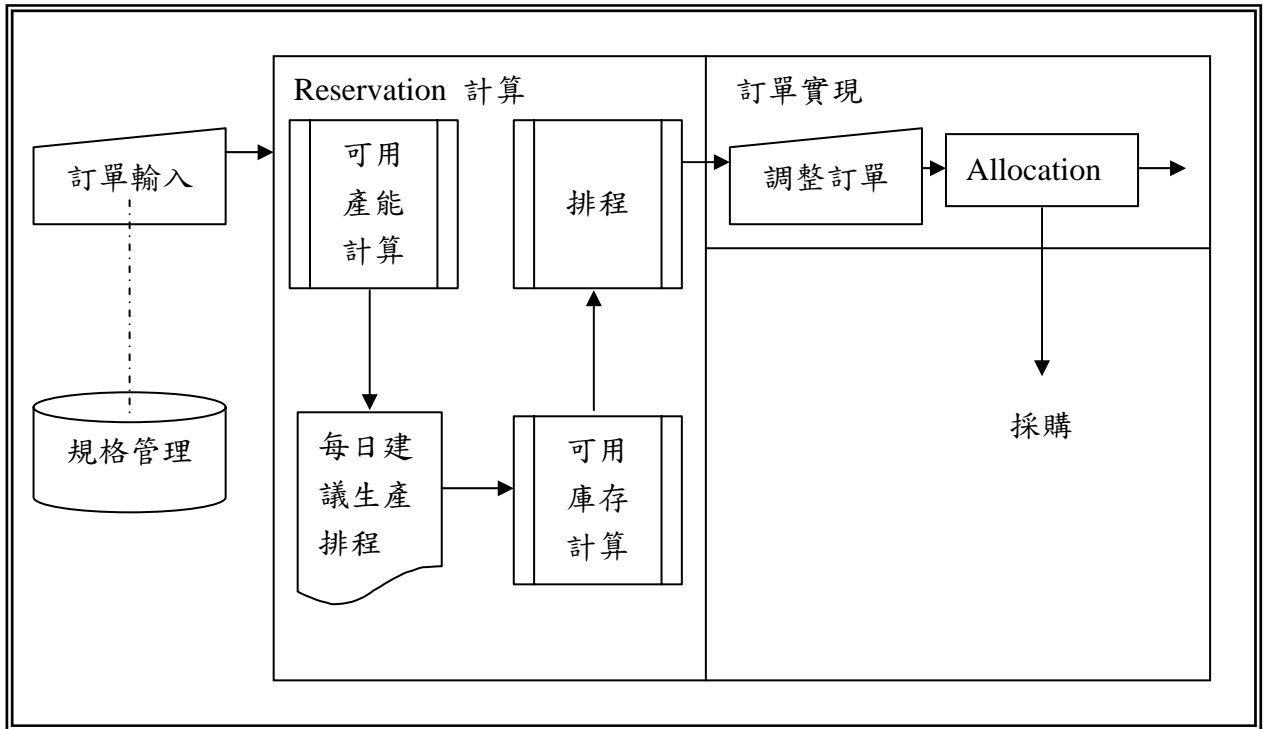 Reservation 計算
訂單實現
訂單輸入
可用
產能
計算
排程
調整訂單
Allocation
規格管理
每日建
議生產
排程
可用
庫存
計算
採購